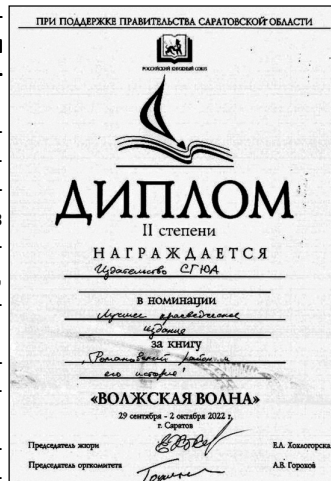 ПРИ ПОДДЕРЖКЕ ПРАВИТЕЛЬСТВА САРАТОВСКОЙ ОБЛАСТИ
РОССИЙСКИЙ КНИЖНЫЙ СОЮЗ
ДИПЛОМ
II степени
НАГРАЖДАЕТСЯ
Издательство СГЮА
в номинации
Лучшее краеведческое
издание
за книгу
"Романовский район и
его история"
«ВОЛЖСКАЯ ВОЛНА»
29 сентября - 2 октября 2022 г,
г. Саратов
Председатель жюри Е.А. Хохлогорска
Председатель оргкомитета А.В. Горохов